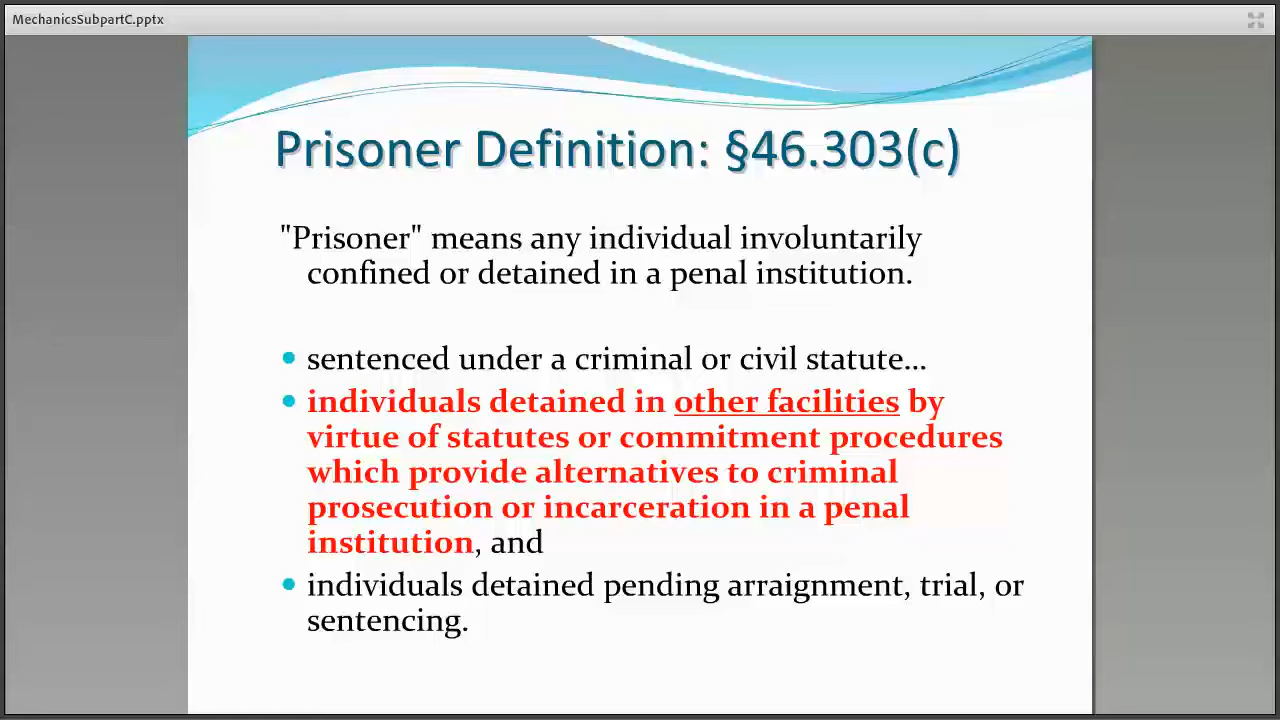 MechanicsSubpartC.pptx
Prisoner Definition: §46.303(c)
"Prisoner" means any individual involuntarily
confined or detained in a penal institution.
• sentenced under a criminal or civil statute…
• individuals detained in other facilities by
virtue of statutes or commitment procedures
which provide alternatives to criminal
prosecution or incarceration in a penal
institution, and
• individuals detained pending arraignment, trial, or
sentencing.